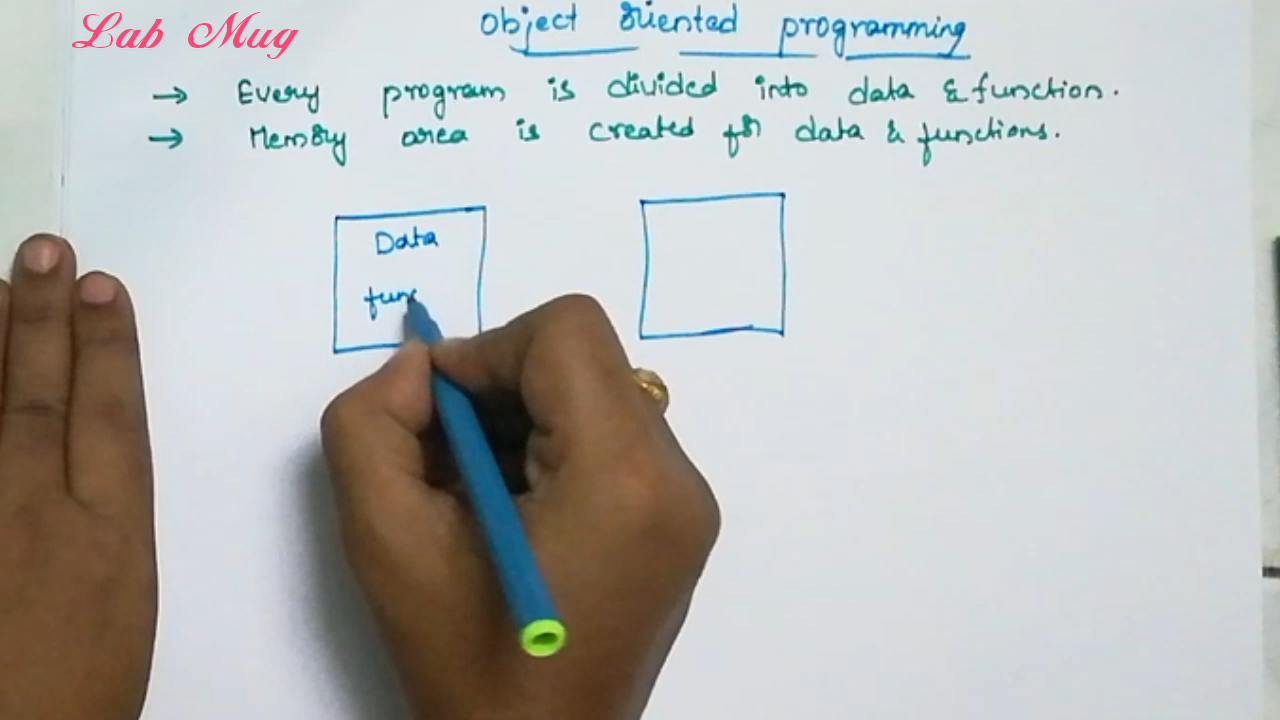 Lab Mug
Object oriented programming
→ Every program is divided into data & function.
→ Memory area is created for data & functions.
Data
func